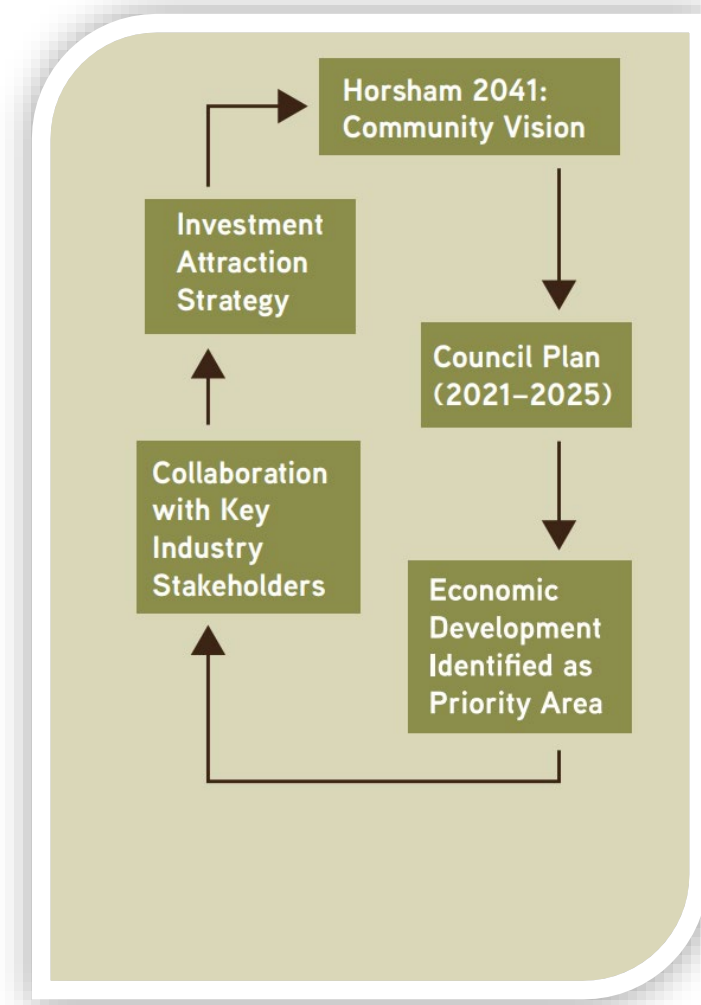 Horsham 2041:
Community Vision
Investment
Attraction
Strategy
Council Plan
(2021–2025)
Collaboration
with Key
Industry
Stakeholders
Economic
Development
Identified as
Priority Area